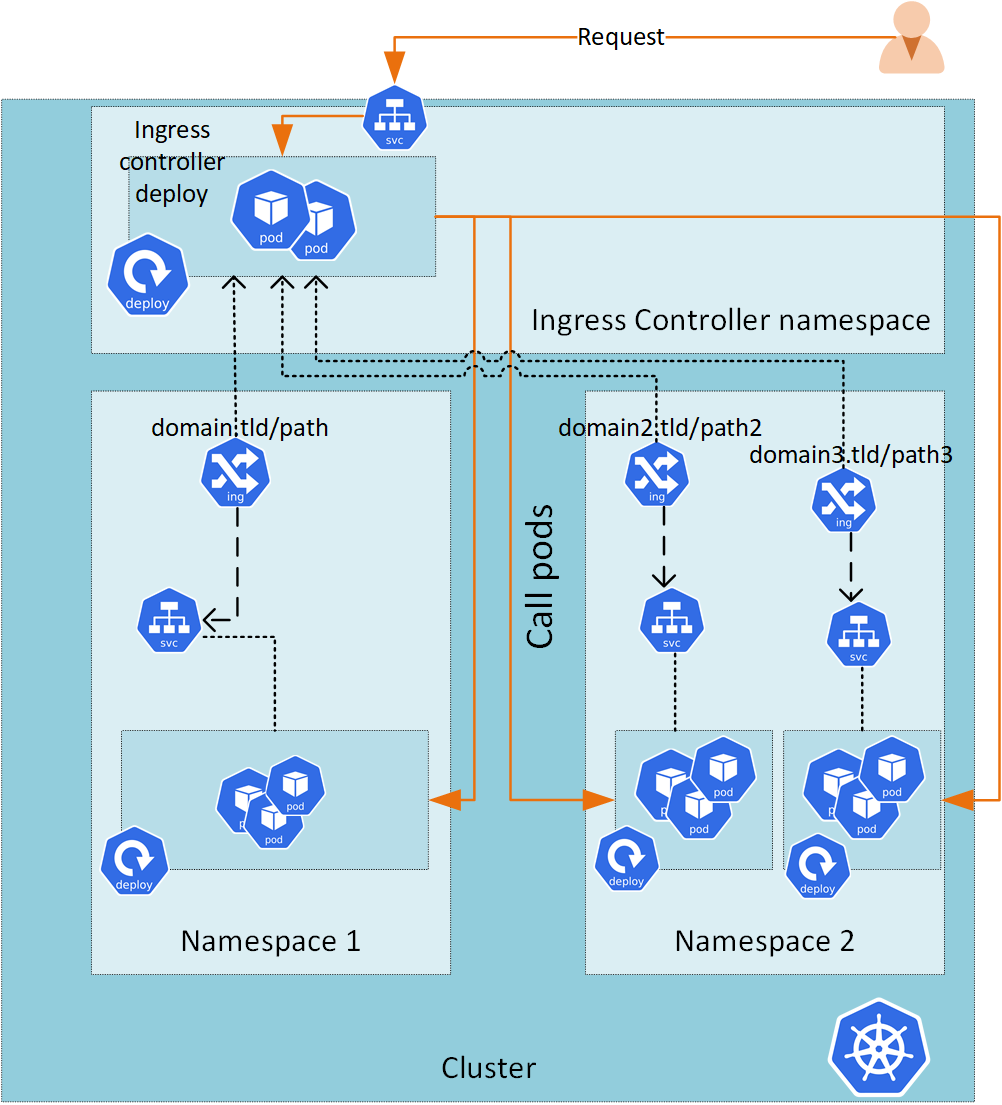 Request
svc
Ingress
controller
deploy
pod
pod
deploy
Ingress Controller namespace
domain.tld/path
domain2.tld/path2
domain3.tld/path3
ing
ing
ing
Call pods
svc
svc
svc
pod
pod
deploy
pod
pod
deploy
pod
pod
deploy
Namespace 1
Namespace 2
Cluster